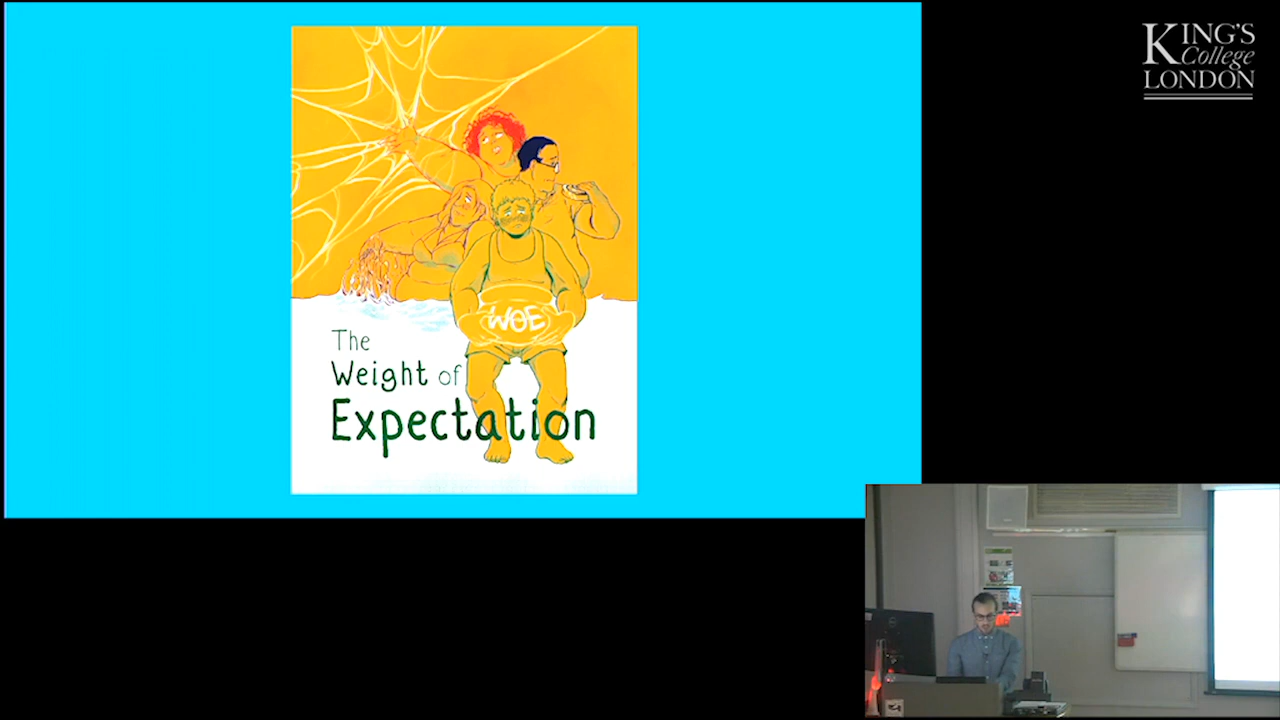 KING'S
College
LONDON
WOE
The
Weight of
Expectation